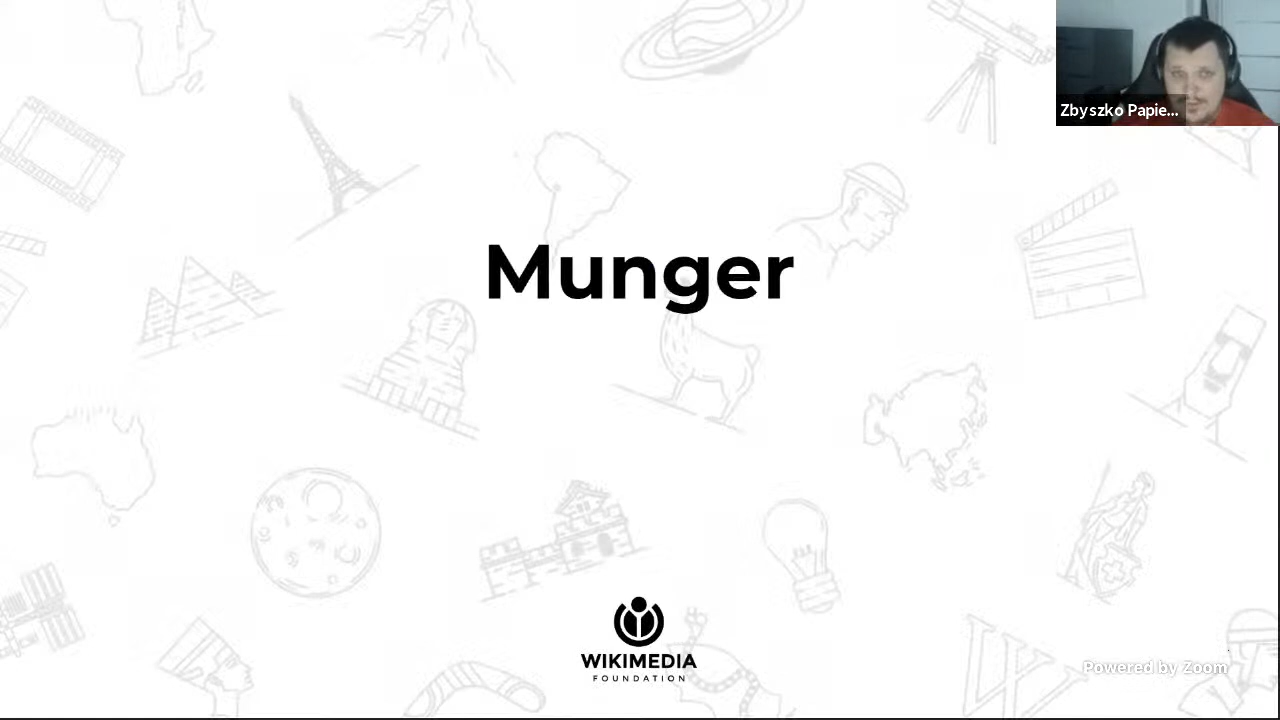 Zbyszko Papie...
Munger
WIKIMEDIA
FOUNDATION
Powered by Zoom